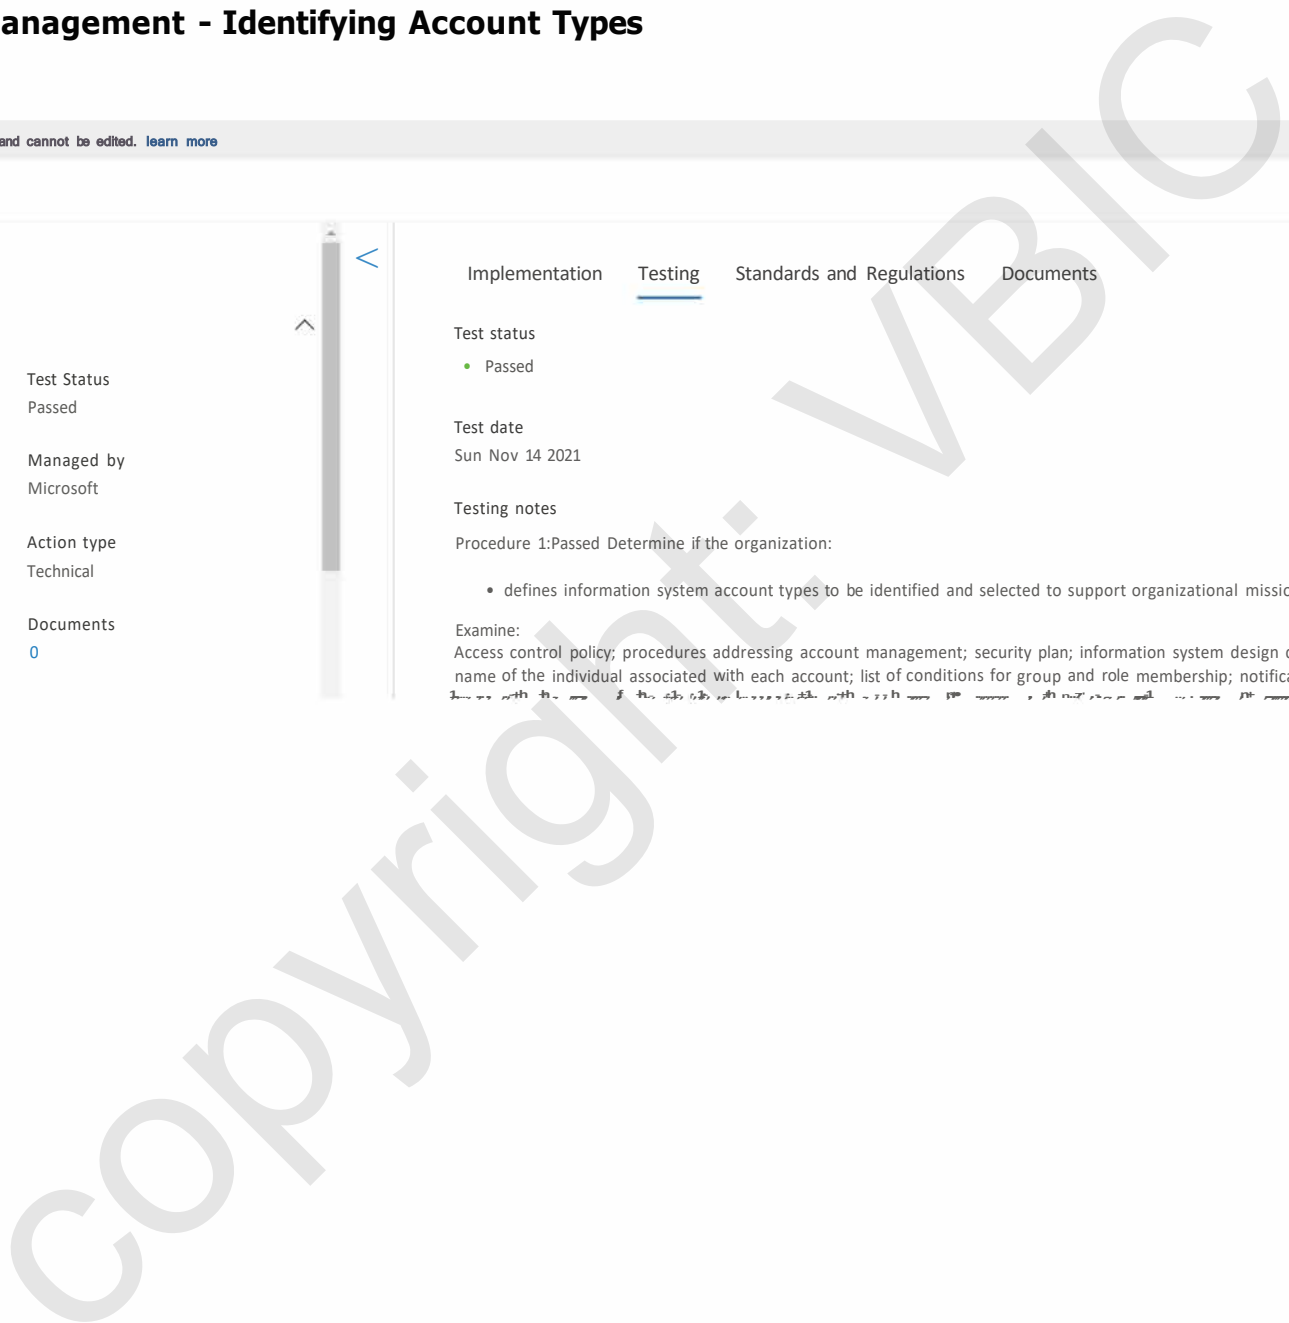 anagement - Identifying Account Types
and cannot be edited. learn more
<
Implementation Testing Standards and Regulations Documents
Test Status
Passed
Managed by
Microsoft
Action type
Technical
Documents
0
Test status
• Passed
Test date
Sun Nov 14 2021
Testing notes
Procedure 1:Passed Determine if the organization:
• defines information system account types to be identified and selected to support organizational missio
Examine:
Access control policy; procedures addressing account management; security plan; information system design
name of the individual associated with each account; list of conditions for group and role membership; notifica
copyright: VBIC